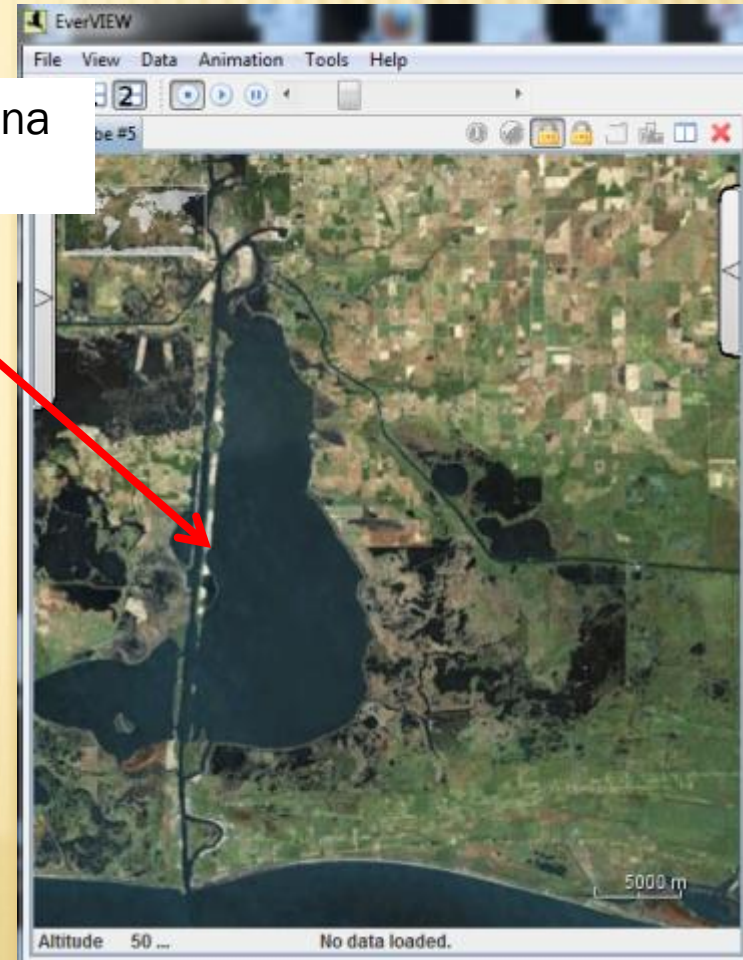 EverVIEW
File View Data Animation Tools Help
na
2
be #5
5000 m
Altitude 50 ... No data loaded.